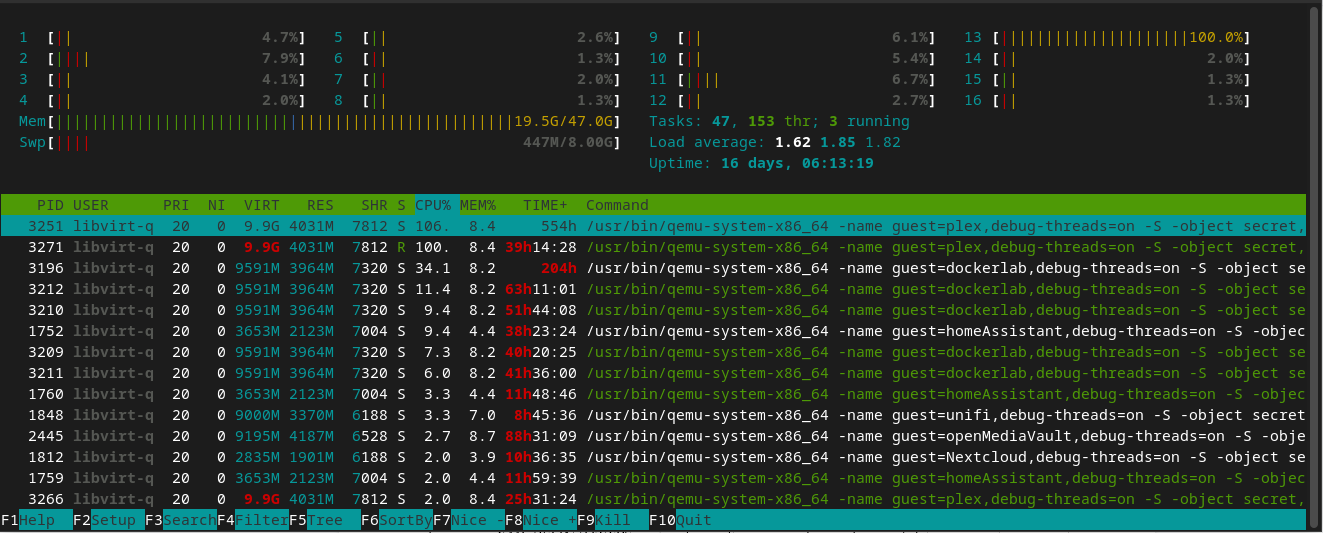 1 [|| 4.7%] 5 [|| 2.6%] 9 [|| 6.1%] 13 [|||||||||||||||||||||100.0%]
2 [|||| 7.9%] 6 [|| 1.3%] 10 [|| 5.4%] 14 [|| 2.0%]
3 [|| 4.1%] 7 [|| 2.0%] 11 [|||| 6.7%] 15 [|| 1.3%]
4 [|| 2.0%] 8 [|| 1.3%] 12 [|| 2.7%] 16 [|| 1.3%]
Mem[|||||||||||||||||||||||||||||||||||||||||||||||||||19.5G/47.0G] Tasks: 47, 153 thr; 3 running
Swp[|||| 447M/8.00G] Load average: 1.62 1.85 1.82
Uptime: 16 days, 06:13:19
PID USER PRI NI VIRT RES SHR S CPU% MEM% TIME+ Command
3251 libvirt-q 20 0 9.9G 4031M 7812 S 106. 8.4 554h /usr/bin/qemu-system-x86_64 -name guest=plex,debug-threads=on -S -object secret,
3271 libvirt-q 20 0 9.9G 4031M 7812 R 100. 8.4 39h14:28 /usr/bin/qemu-system-x86_64 -name guest=plex,debug-threads=on -S -object secret,
3196 libvirt-q 20 0 9591M 3964M 7320 S 34.1 8.2 204h /usr/bin/qemu-system-x86_64 -name guest=dockerlab,debug-threads=on -S -object se
3212 libvirt-q 20 0 9591M 3964M 7320 S 11.4 8.2 63h11:01 /usr/bin/qemu-system-x86_64 -name guest=dockerlab,debug-threads=on -S -object se
3210 libvirt-q 20 0 9591M 3964M 7320 S 9.4 8.2 51h44:08 /usr/bin/qemu-system-x86_64 -name guest=dockerlab,debug-threads=on -S -object se
1752 libvirt-q 20 0 3653M 2123M 7004 S 9.4 4.4 38h23:24 /usr/bin/qemu-system-x86_64 -name guest=homeAssistant,debug-threads=on -S -objec
3209 libvirt-q 20 0 9591M 3964M 7320 S 7.3 8.2 40h20:25 /usr/bin/qemu-system-x86_64 -name guest=dockerlab,debug-threads=on -S -object se
3211 libvirt-q 20 0 9591M 3964M 7320 S 6.0 8.2 41h36:00 /usr/bin/qemu-system-x86_64 -name guest=dockerlab,debug-threads=on -S -object se
1760 libvirt-q 20 0 3653M 2123M 7004 S 3.3 4.4 11h48:46 /usr/bin/qemu-system-x86_64 -name guest=homeAssistant,debug-threads=on -S -objec
1848 libvirt-q 20 0 9000M 3370M 6188 S 3.3 7.0 8h45:36 /usr/bin/qemu-system-x86_64 -name guest=unifi,debug-threads=on -S -object secret
2445 libvirt-q 20 0 9195M 4187M 6528 S 2.7 8.7 88h31:09 /usr/bin/qemu-system-x86_64 -name guest=openMediaVault,debug-threads=on -S -obje
1812 libvirt-q 20 0 2835M 1901M 6188 S 2.0 3.9 10h36:35 /usr/bin/qemu-system-x86_64 -name guest=Nextcloud,debug-threads=on -S -object se
1759 libvirt-q 20 0 3653M 2123M 7004 S 2.0 4.4 11h59:39 /usr/bin/qemu-system-x86_64 -name guest=homeAssistant,debug-threads=on -S -objec
3266 libvirt-q 20 0 9.9G 4031M 7812 S 2.0 8.4 25h31:24 /usr/bin/qemu-system-x86_64 -name guest=plex,debug-threads=on -S -object secret,
F1Help F2Setup F3SearchF4FilterF5Tree F6SortByF7Nice -F8Nice +F9Kill F10Quit